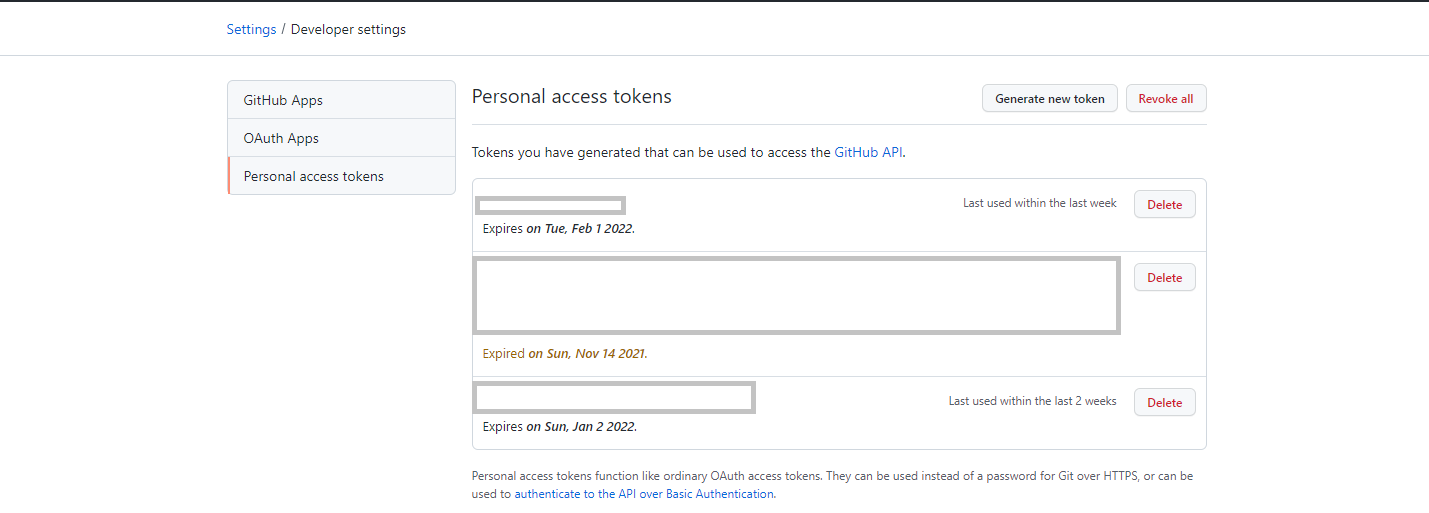 Settings / Developer settings
GitHub Apps
OAuth Apps
Personal access tokens
Personal access tokens
Generate new token
Revoke all
Tokens you have generated that can be used to access the GitHub API.
Last used within the last week
Delete
Expires on Tue, Feb 1 2022.
Delete
Expired on Sun, Nov 14 2021.
Last used within the last 2 weeks
Delete
Expires on Sun, Jan 2 2022.
Personal access tokens function like ordinary OAuth access tokens. They can be used instead of a password for Git over HTTPS, or can be
used to authenticate to the API over Basic Authentication.